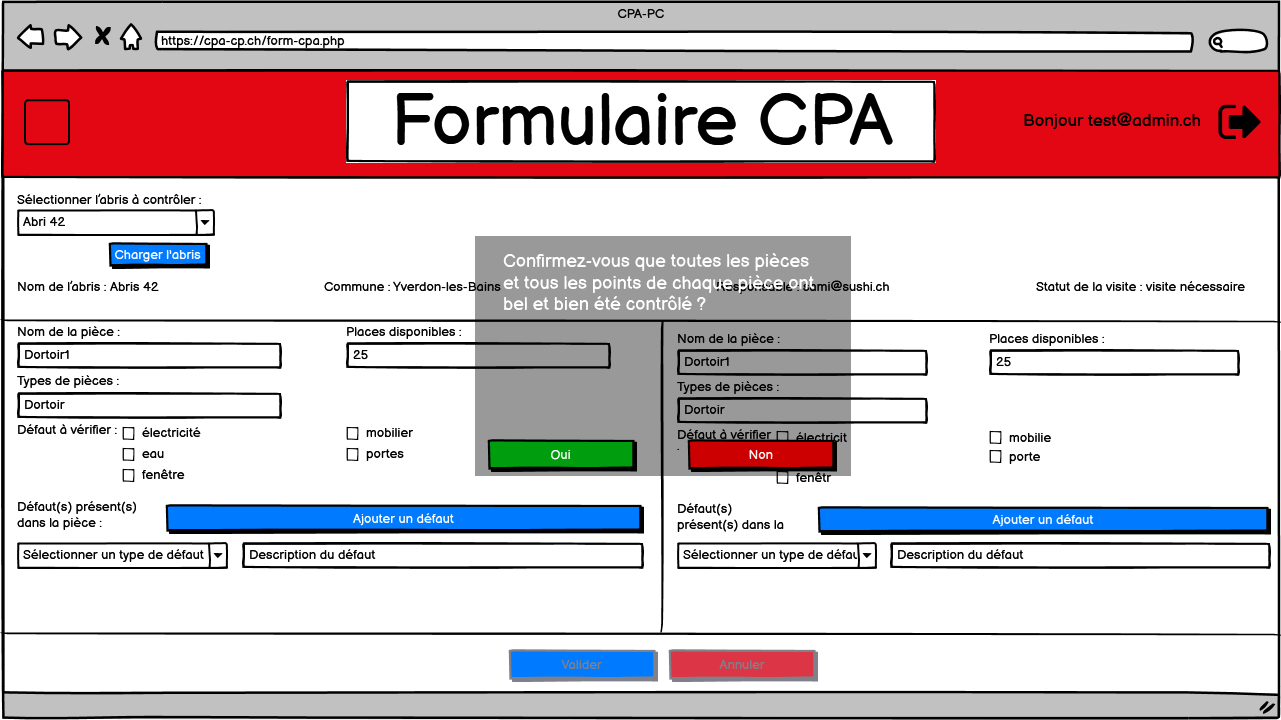 CPA-PC
https://cpa-cp.ch/form-cpa.php
Formulaire CPA
Bonjour test@admin.ch
Sélectionner l'abris à contrôler :
Abri 42
Charger l'abris
Nom de l'abris : Abris 42
Commune : Yverdon-les-Bains
Responsable : sami@sushi.ch
Statut de la visite : visite nécessaire
Confirmez-vous que toutes les pièces
et tous les points de chaque pièce ont
bel et bien été contrôlé ?
Oui
Non
Nom de la pièce :
Dortoir1
Places disponibles :
25
Types de pièces :
Dortoir
Défaut à vérifier :
électricité
eau
fenêtre
mobilier
portes
Défaut(s) présent(s)
dans la pièce :
Ajouter un défaut
Sélectionner un type de défaut
Description du défaut
Nom de la pièce :
Dortoir1
Places disponibles :
25
Types de pièces :
Dortoir
Défaut à vérifier
:
électricit
fenêtr
mobilie
porte
Défaut(s)
présent(s) dans la
Ajouter un défaut
Sélectionner un type de défau
Description du défaut
Valider
Annuler